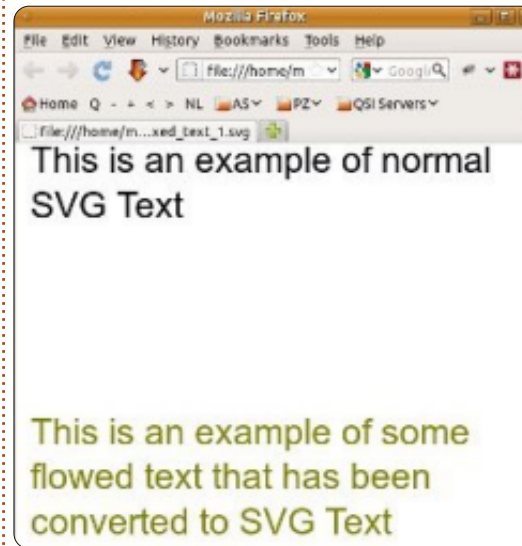 Mozilla Firefox
File Edit View History Bookmarks Tools Help
file:///home/m Googl
Home Q - + < > NL AS PZ QSI Servers
file:///home/m...xed_text_1.svg
This is an example of normal
SVG Text
This is an example of some
flowed text that has been
converted to SVG Text